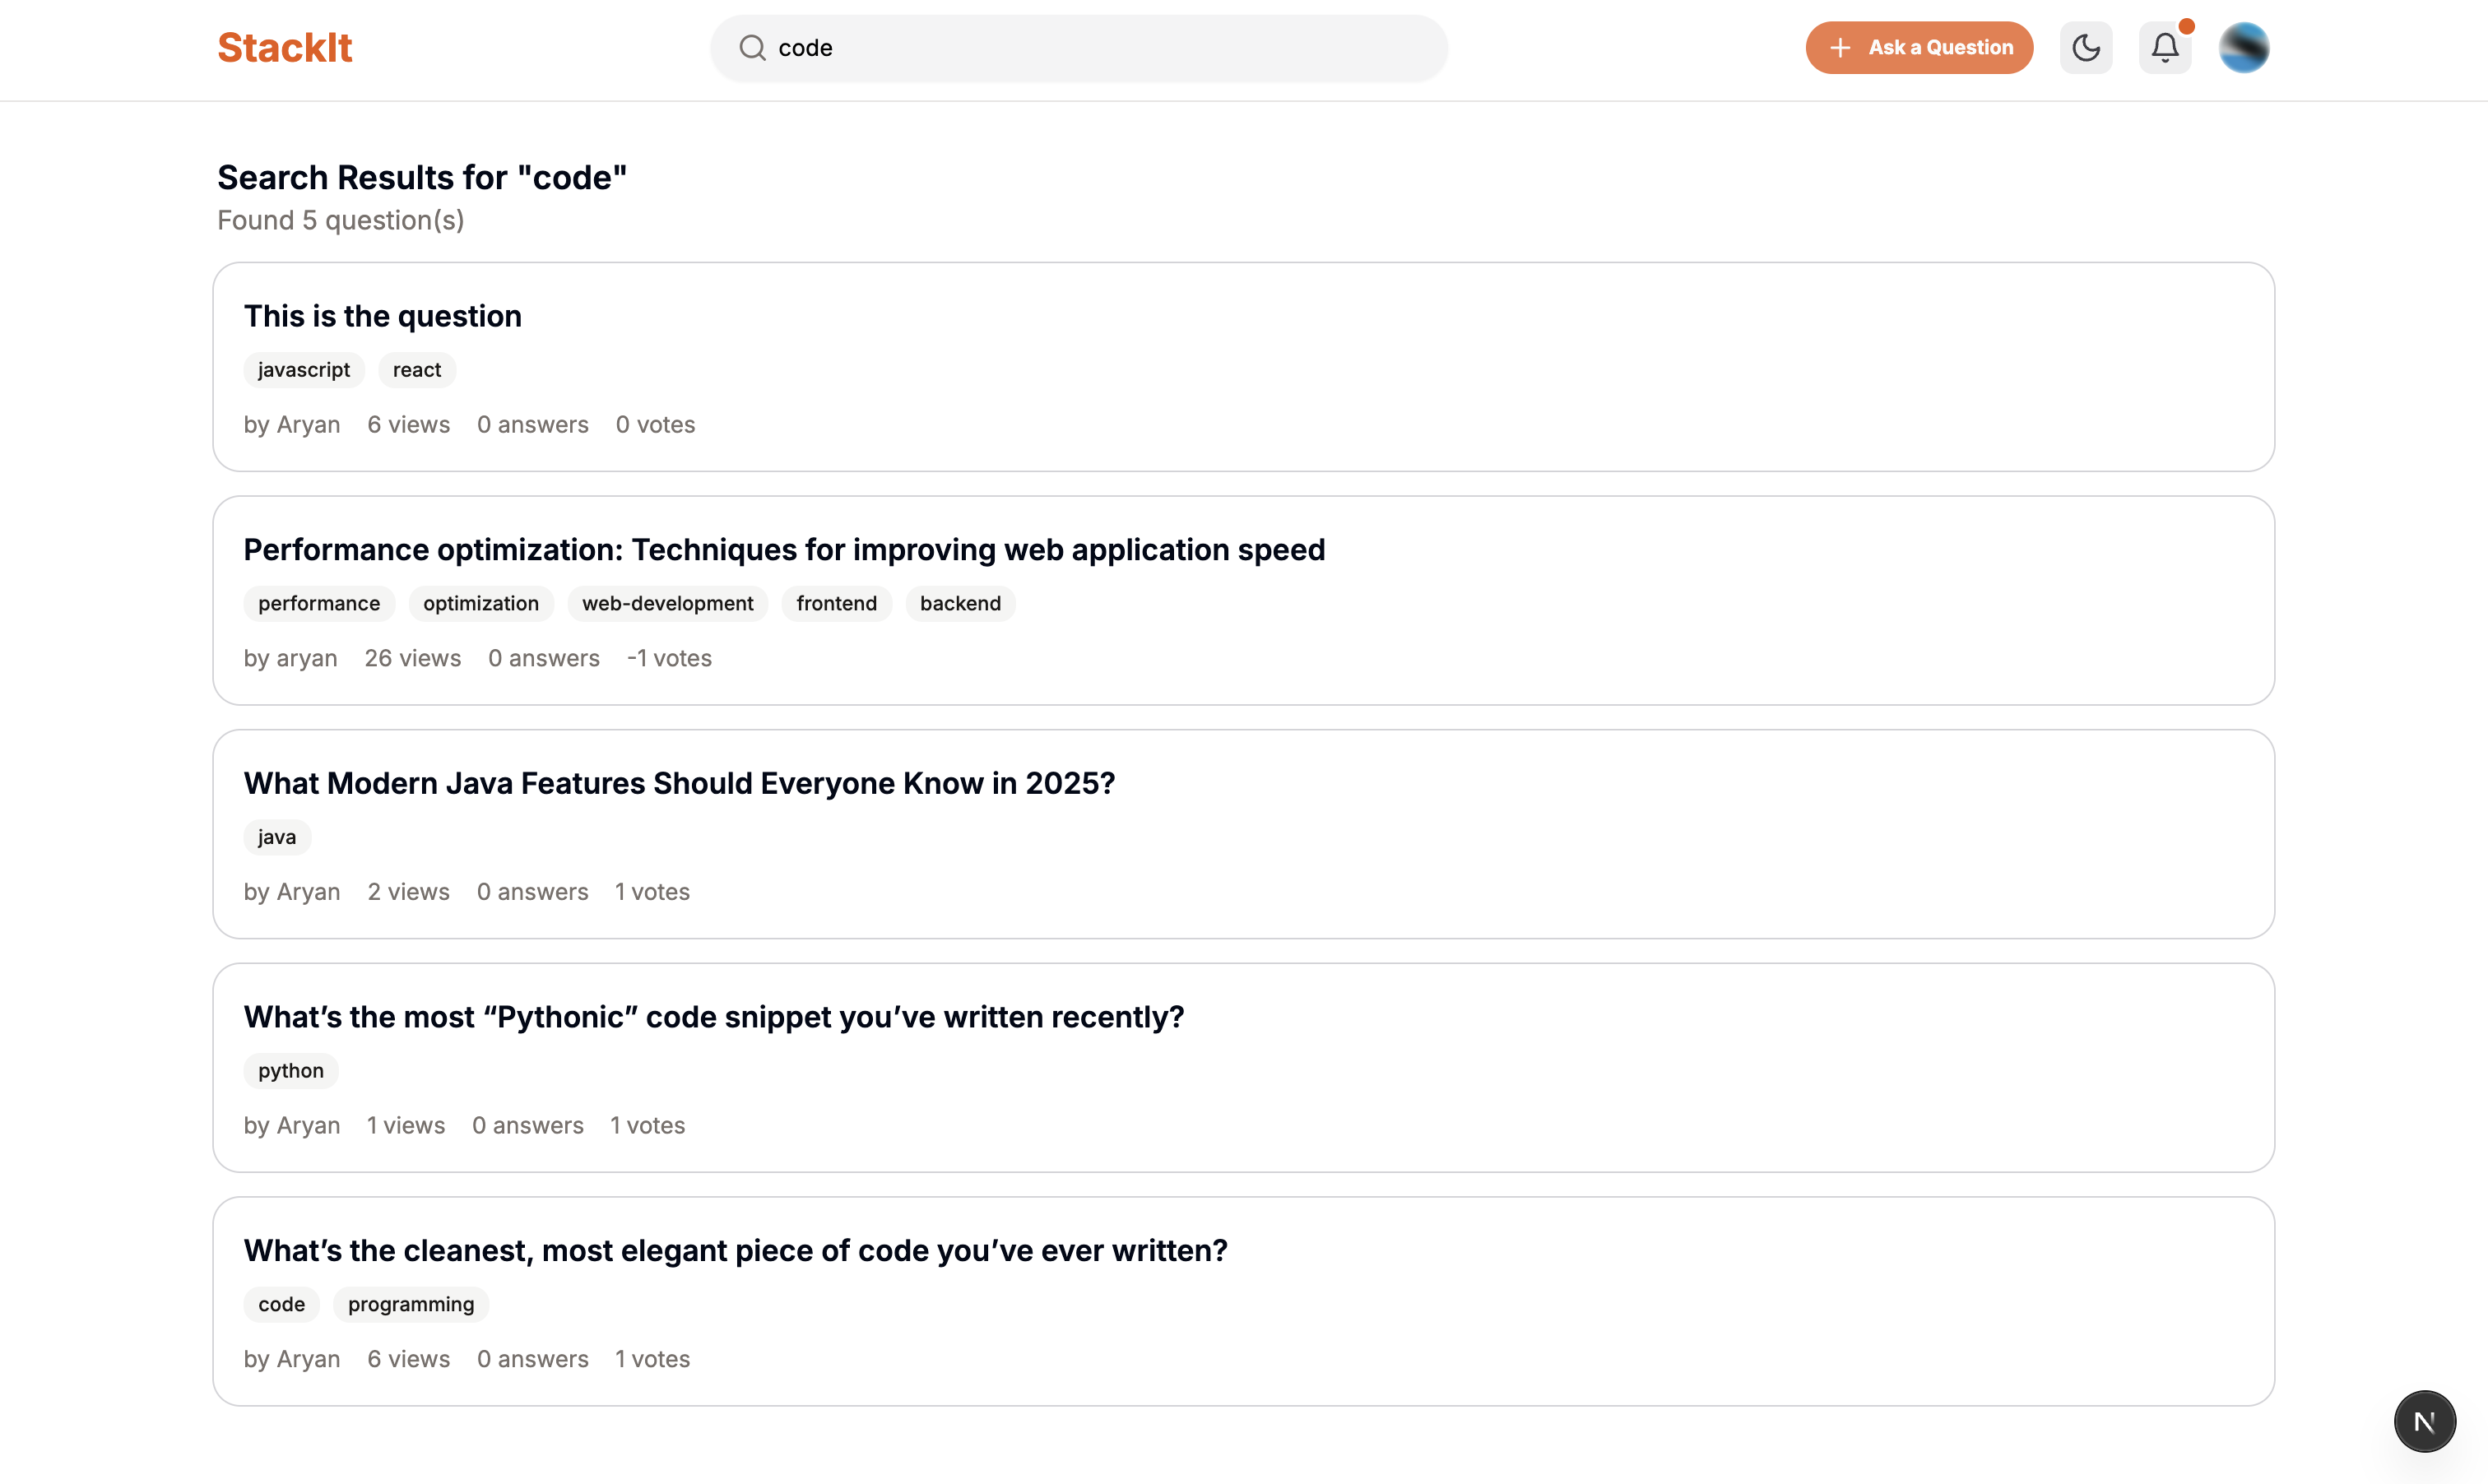 StackIt
code
Ask a Question
Search Results for "code"
Found 5 question(s)
This is the question
javascript react
by Aryan 6 views 0 answers 0 votes
Performance optimization: Techniques for improving web application speed
performance optimization web-development frontend backend
by aryan 26 views 0 answers -1 votes
What Modern Java Features Should Everyone Know in 2025?
java
by Aryan 2 views 0 answers 1 votes
What’s the most “Pythonic” code snippet you’ve written recently?
python
by Aryan 1 views 0 answers 1 votes
What’s the cleanest, most elegant piece of code you’ve ever written?
code programming
by Aryan 6 views 0 answers 1 votes
N